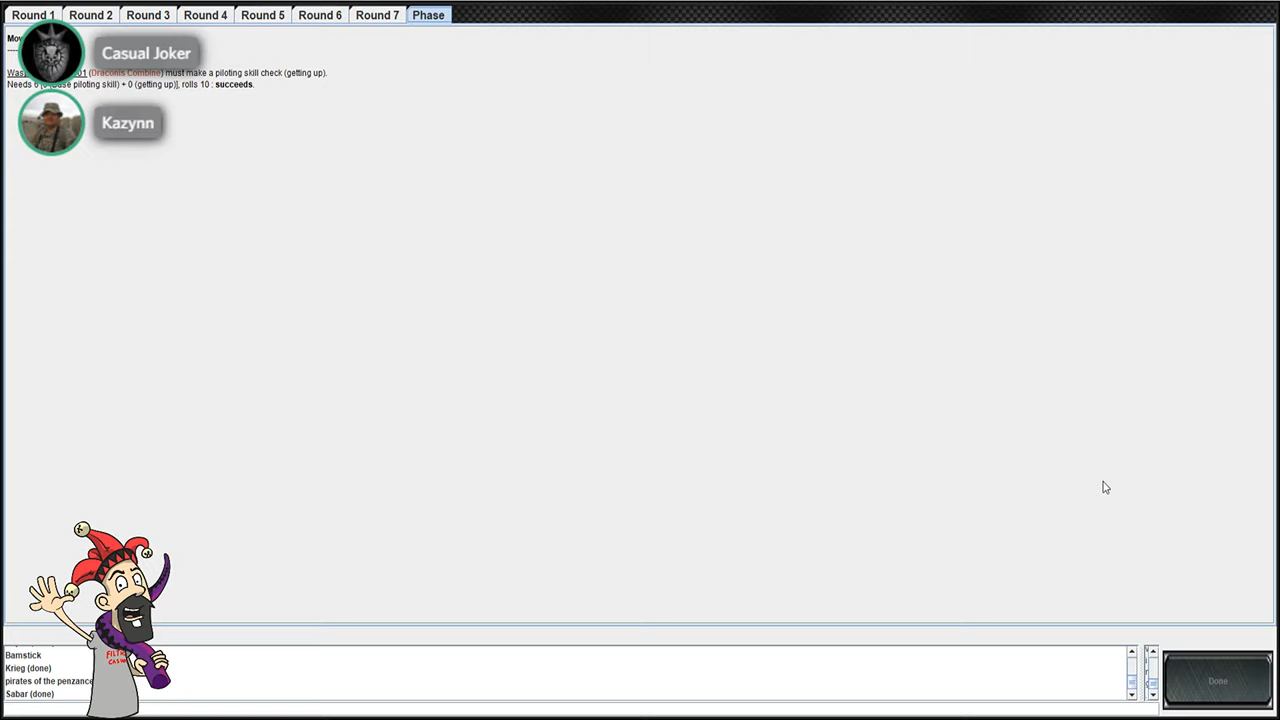 Round 1 Round 2 Round 3 Round 4 Round 5 Round 6 Round 7 Phase
Casual Joker
(Draconis Combine) must make a piloting skill check (getting up).
piloting skill) + 0 (getting up)], rolls 10 : succeeds.
Kazynn
Bamstick
Krieg (done)
pirates of the penzance
Sabar (done)
Done